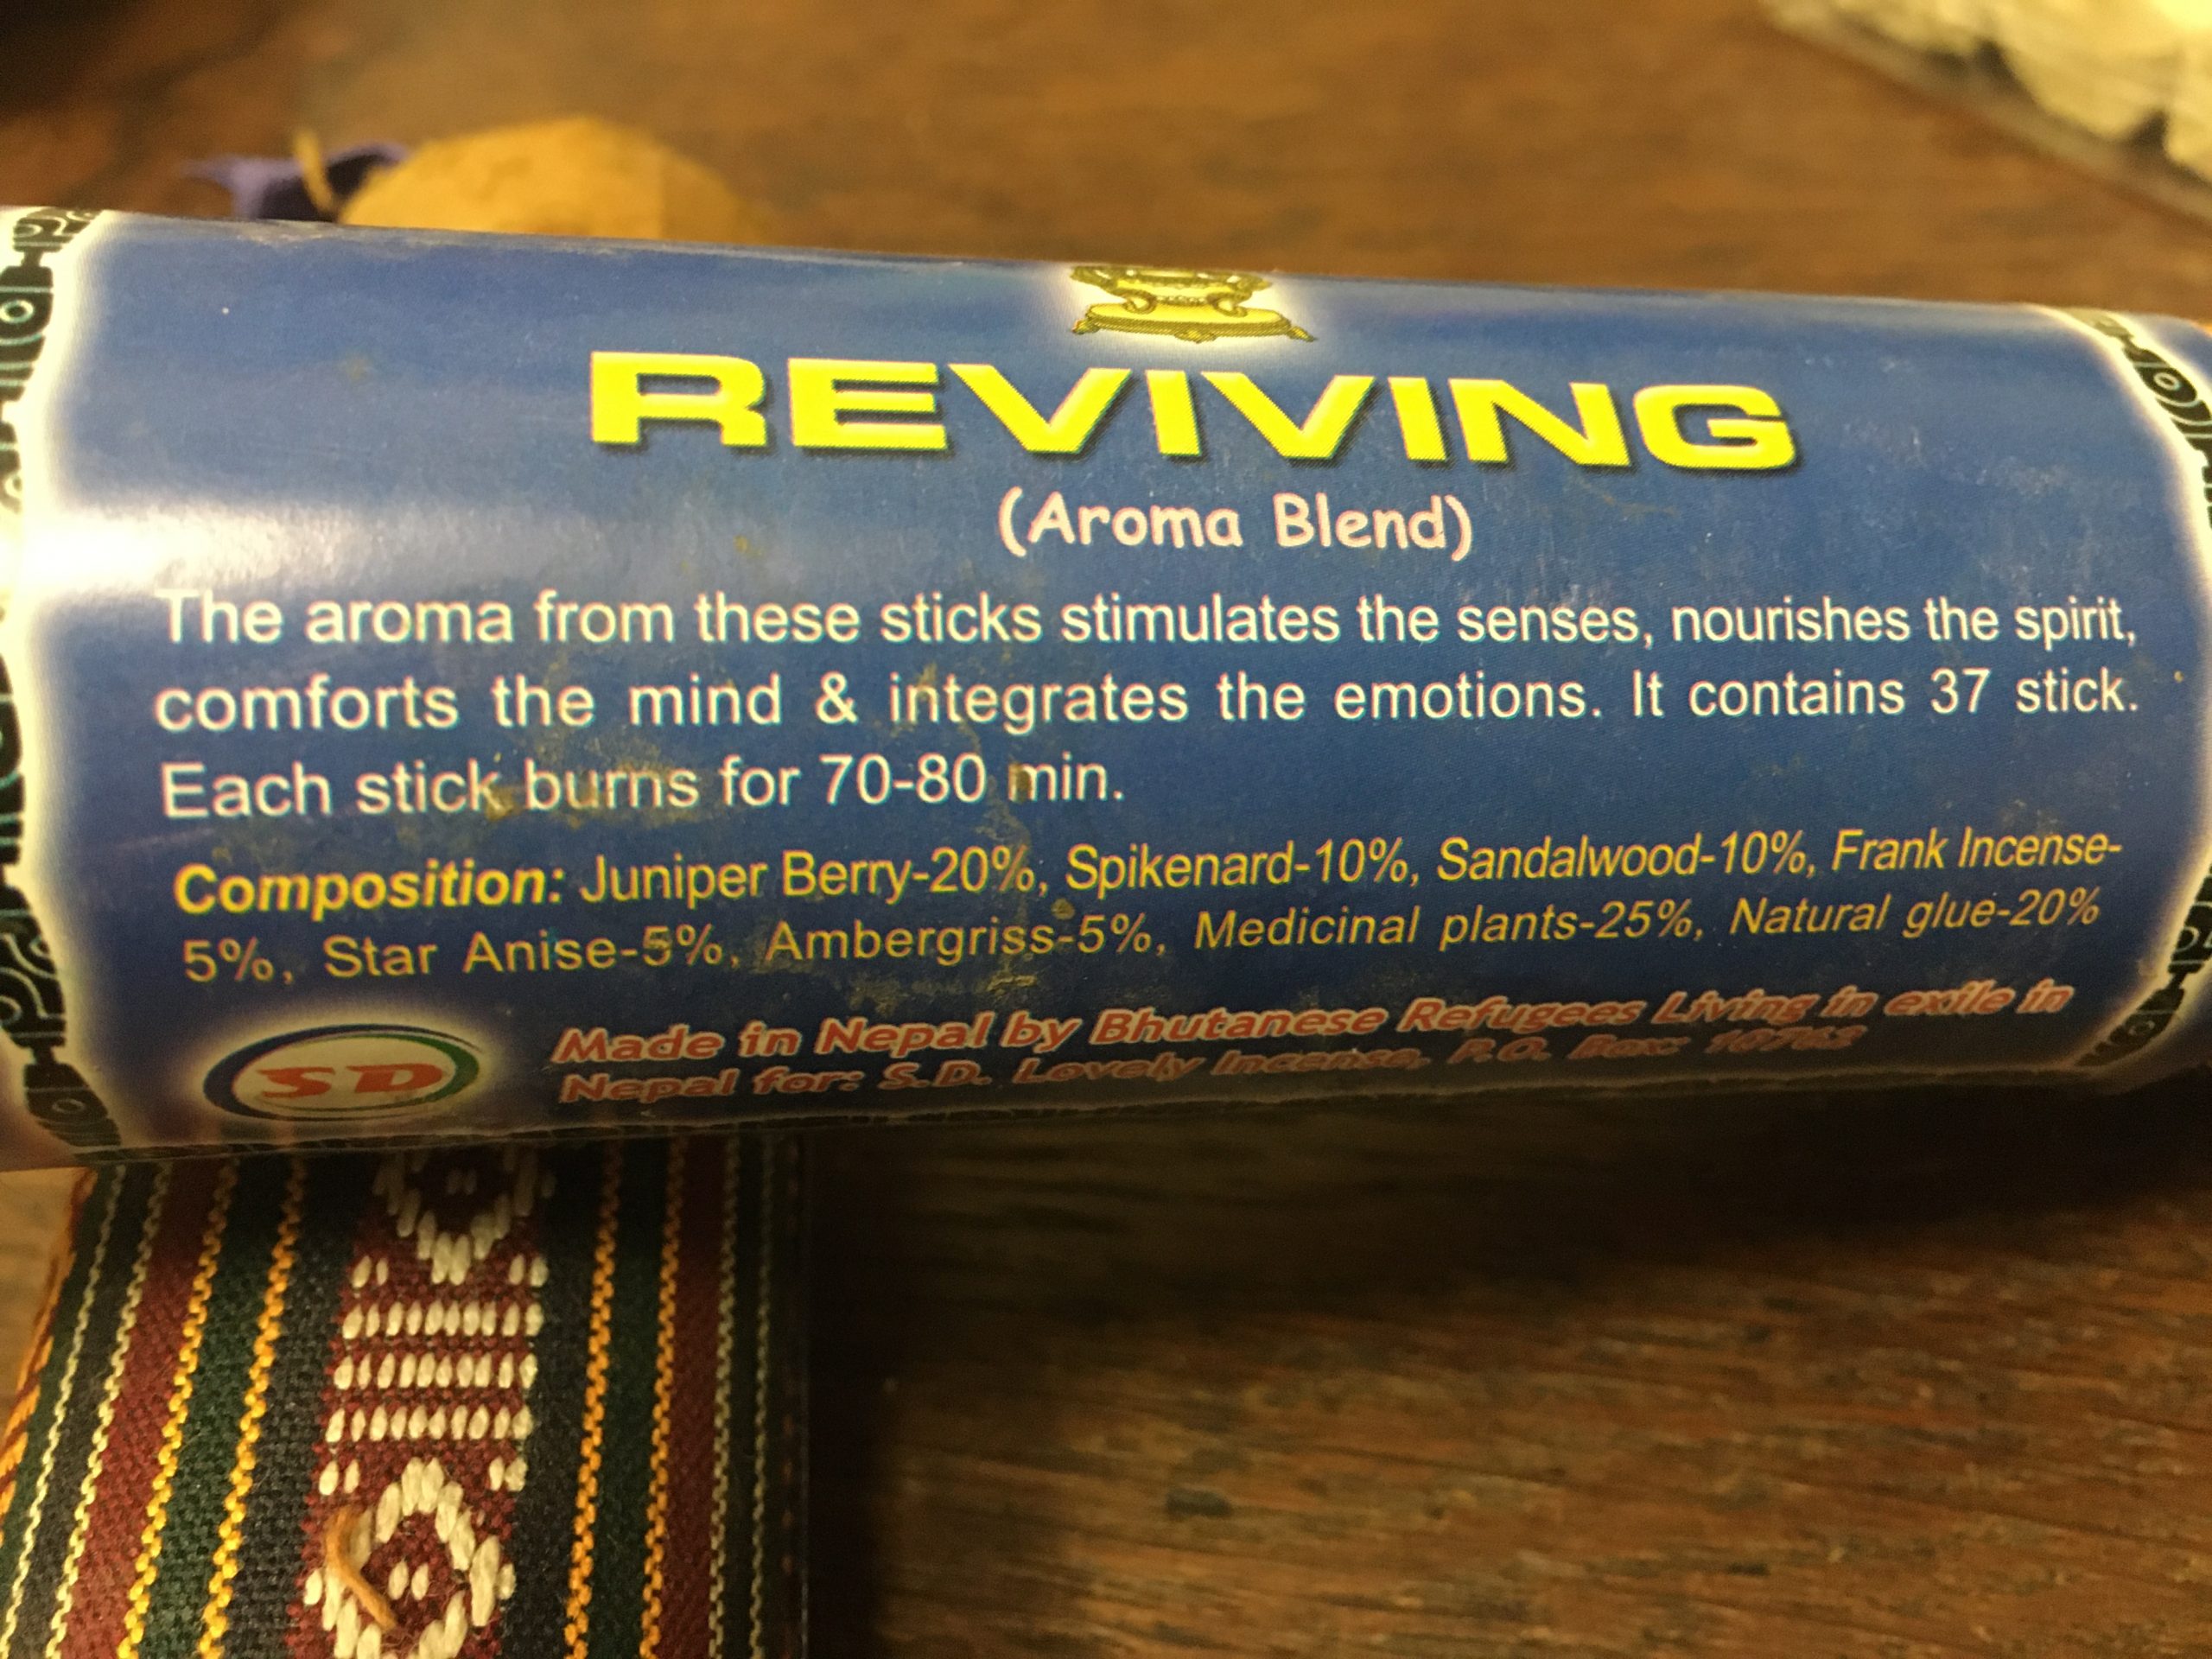 REVIVING
(Aroma Blend)
The aroma from these sticks stimulates the senses, nourishes the spirit,
comforts the mind & integrates the emotions. It contains 37 stick.
Each stick burns for 70-80 min.
Composition: Juniper Berry-20%, Spikenard-10%, Sandalwood-10%, Frank Incense-
5%, Star Anise-5%, Ambergriss-5%, Medicinal plants-25%, Natural glue-20%
SD
Made in Nepal by Bhutanese Refugees Living in exile in
Nepal for: S.D. Lovely Incense, P.O. Box: 10763